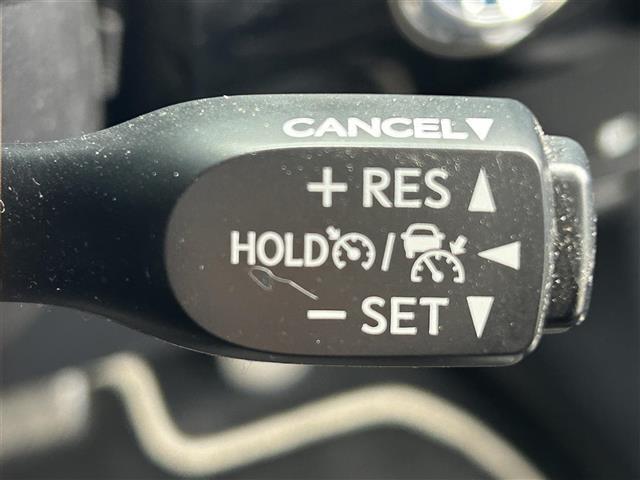 CANCEL▼
+ RES ▲
HOLD / ◀
− SET ▼